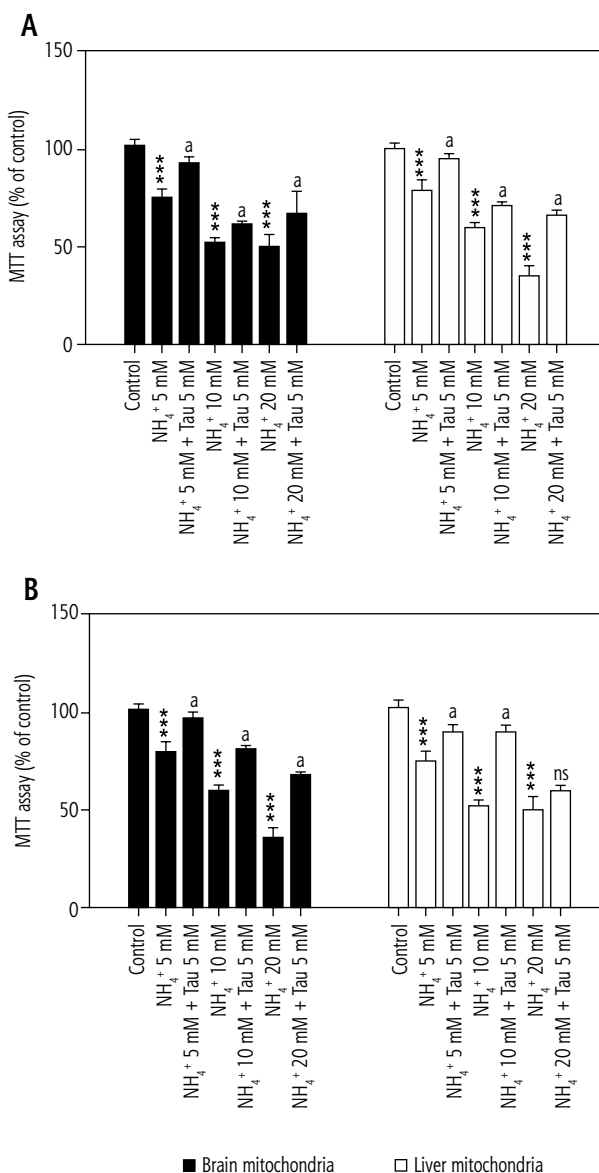 A
150
100
50
0
MTT assay (% of control)
***
a
***
a
***
a
***
a
***
a
***
a
Control
NH₄⁺ 5 mM
NH₄⁺ 5 mM + Tau 5 mM
NH₄⁺ 10 mM
NH₄⁺ 10 mM + Tau 5 mM
NH₄⁺ 20 mM
NH₄⁺ 20 mM + Tau 5 mM
Control
NH₄⁺ 5 mM
NH₄⁺ 5 mM + Tau 5 mM
NH₄⁺ 10 mM
NH₄⁺ 10 mM + Tau 5 mM
NH₄⁺ 20 mM
NH₄⁺ 20 mM + Tau 5 mM
B
150
100
50
0
MTT assay (% of control)
***
a
***
a
***
a
***
a
***
a
***
ns
Control
NH₄⁺ 5 mM
NH₄⁺ 5 mM + Tau 5 mM
NH₄⁺ 10 mM
NH₄⁺ 10 mM + Tau 5 mM
NH₄⁺ 20 mM
NH₄⁺ 20 mM + Tau 5 mM
Control
NH₄⁺ 5 mM
NH₄⁺ 5 mM + Tau 5 mM
NH₄⁺ 10 mM
NH₄⁺ 10 mM + Tau 5 mM
NH₄⁺ 20 mM
NH₄⁺ 20 mM + Tau 5 mM
Brain mitochondria
Liver mitochondria